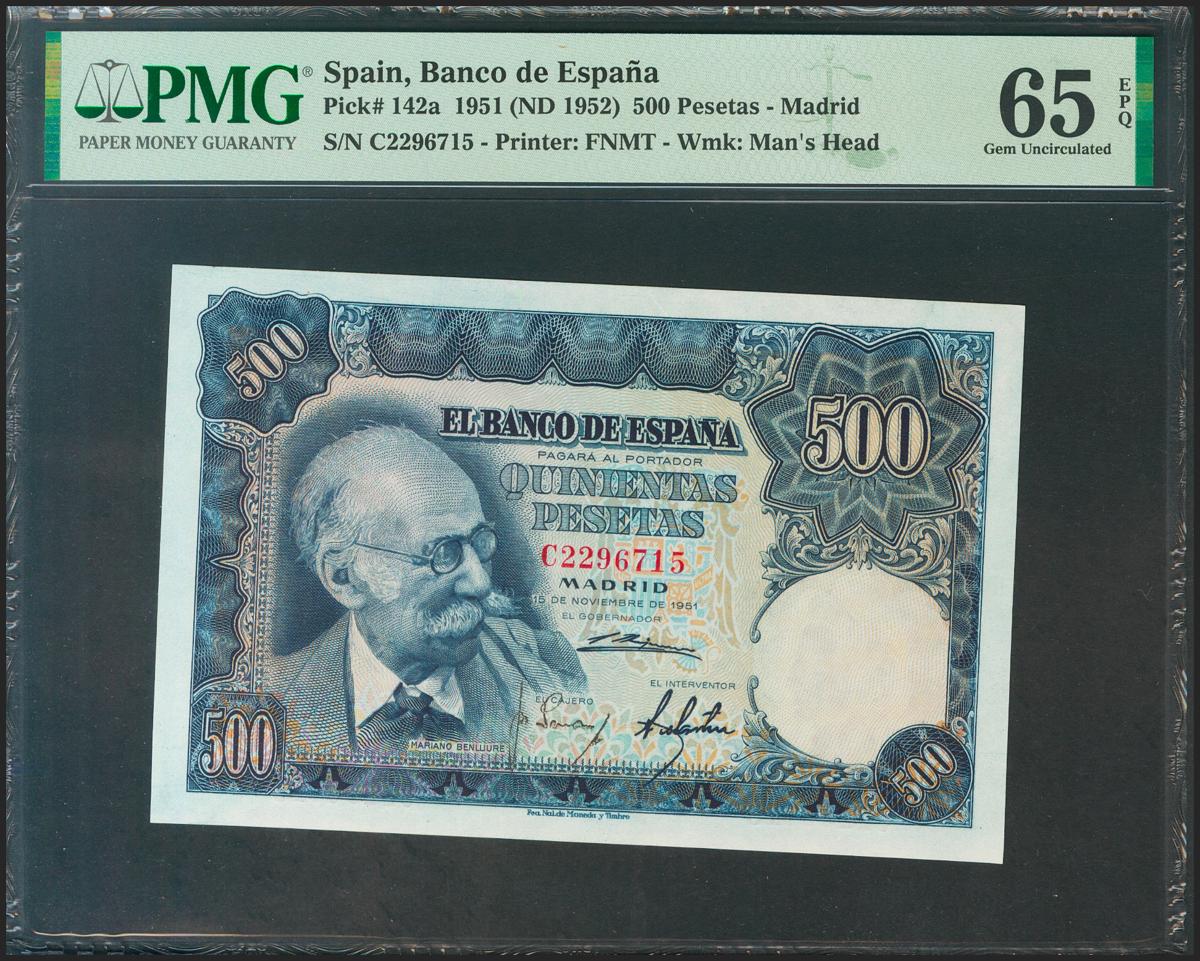 PMG®
PAPER MONEY GUARANTY
Spain, Banco de España
Pick# 142a 1951 (ND 1952) 500 Pesetas - Madrid
S/N C2296715 - Printer: FNMT - Wmk: Man's Head
65
EPQ
Gem Uncirculated
500
500
EL BANCO DE ESPAÑA
PAGARÁ AL PORTADOR
QUINIENTAS
PESETAS
C2296715
MADRID
15 DE NOVIEMBRE DE 1951
EL GOBERNADOR
EL INTERVENTOR
EL CAJERO
MARIANO BENLLIURE
500
500
Fca. Nal. de Moneda y Timbre